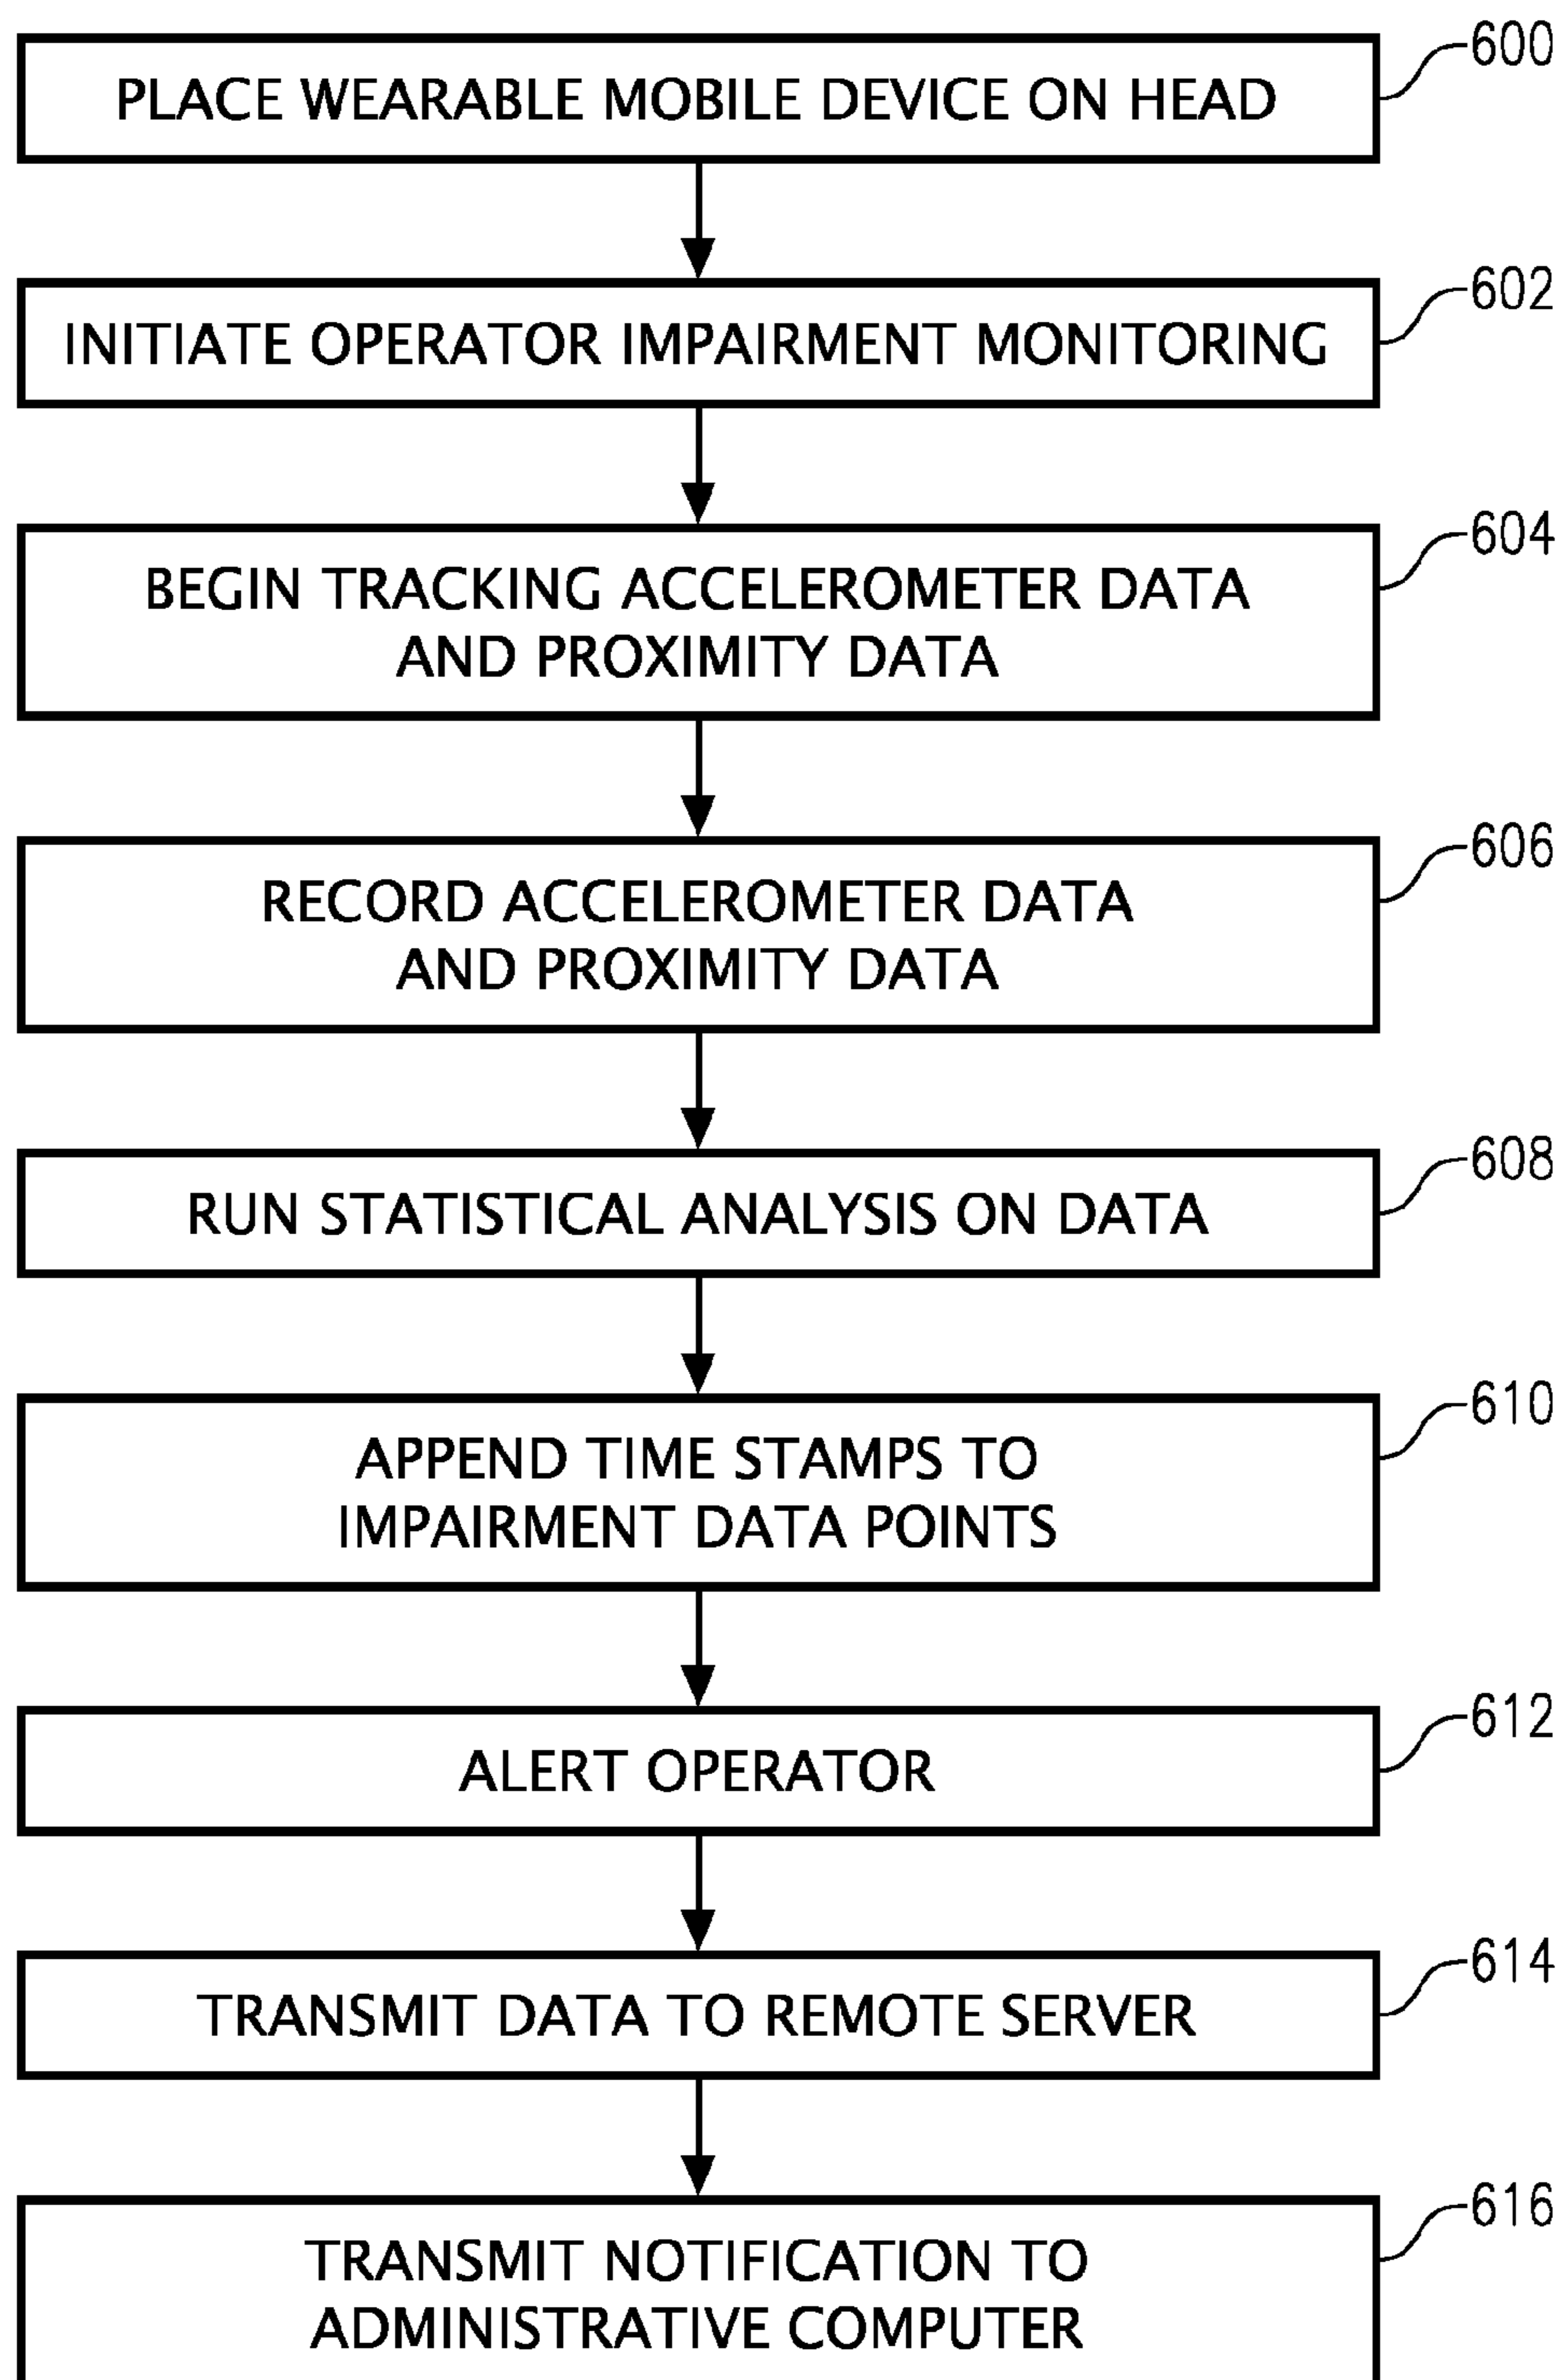 PLACE WEARABLE MOBILE DEVICE ON HEAD
600
INITIATE OPERATOR IMPAIRMENT MONITORING
602
BEGIN TRACKING ACCELEROMETER DATA
AND PROXIMITY DATA
604
RECORD ACCELEROMETER DATA
AND PROXIMITY DATA
606
RUN STATISTICAL ANALYSIS ON DATA
608
APPEND TIME STAMPS TO
IMPAIRMENT DATA POINTS
610
ALERT OPERATOR
612
TRANSMIT DATA TO REMOTE SERVER
614
TRANSMIT NOTIFICATION TO
ADMINISTRATIVE COMPUTER
616